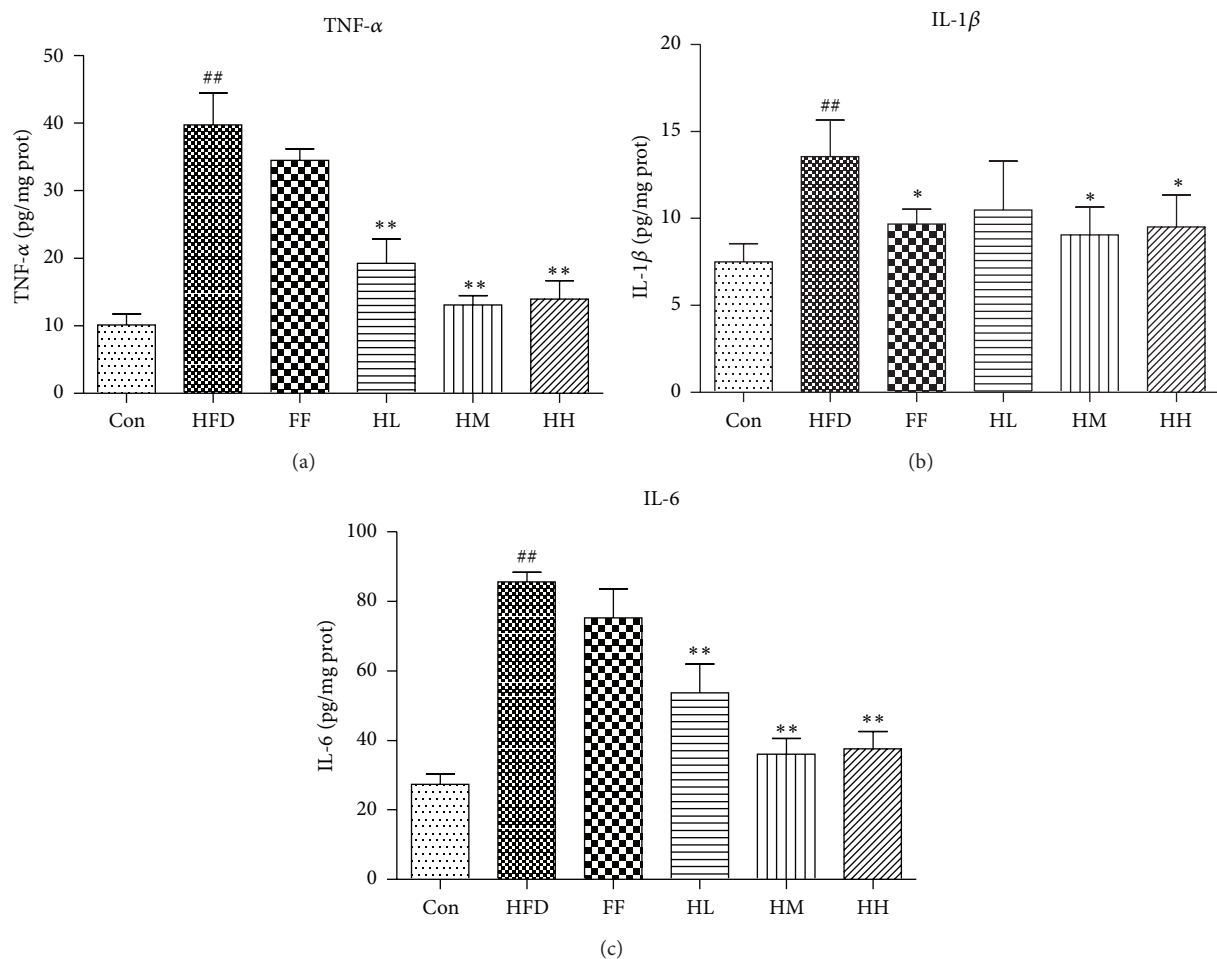 TNF-α
TNF-α (pg/mg prot)
50
40
30
20
10
0
##
**
**
**
Con HFD FF HL HM HH
(a)
IL-1β
IL-1β (pg/mg prot)
20
15
10
5
0
##
*
*
*
Con HFD FF HL HM HH
(b)
IL-6
IL-6 (pg/mg prot)
100
80
60
40
20
0
##
**
**
**
Con HFD FF HL HM HH
(c)